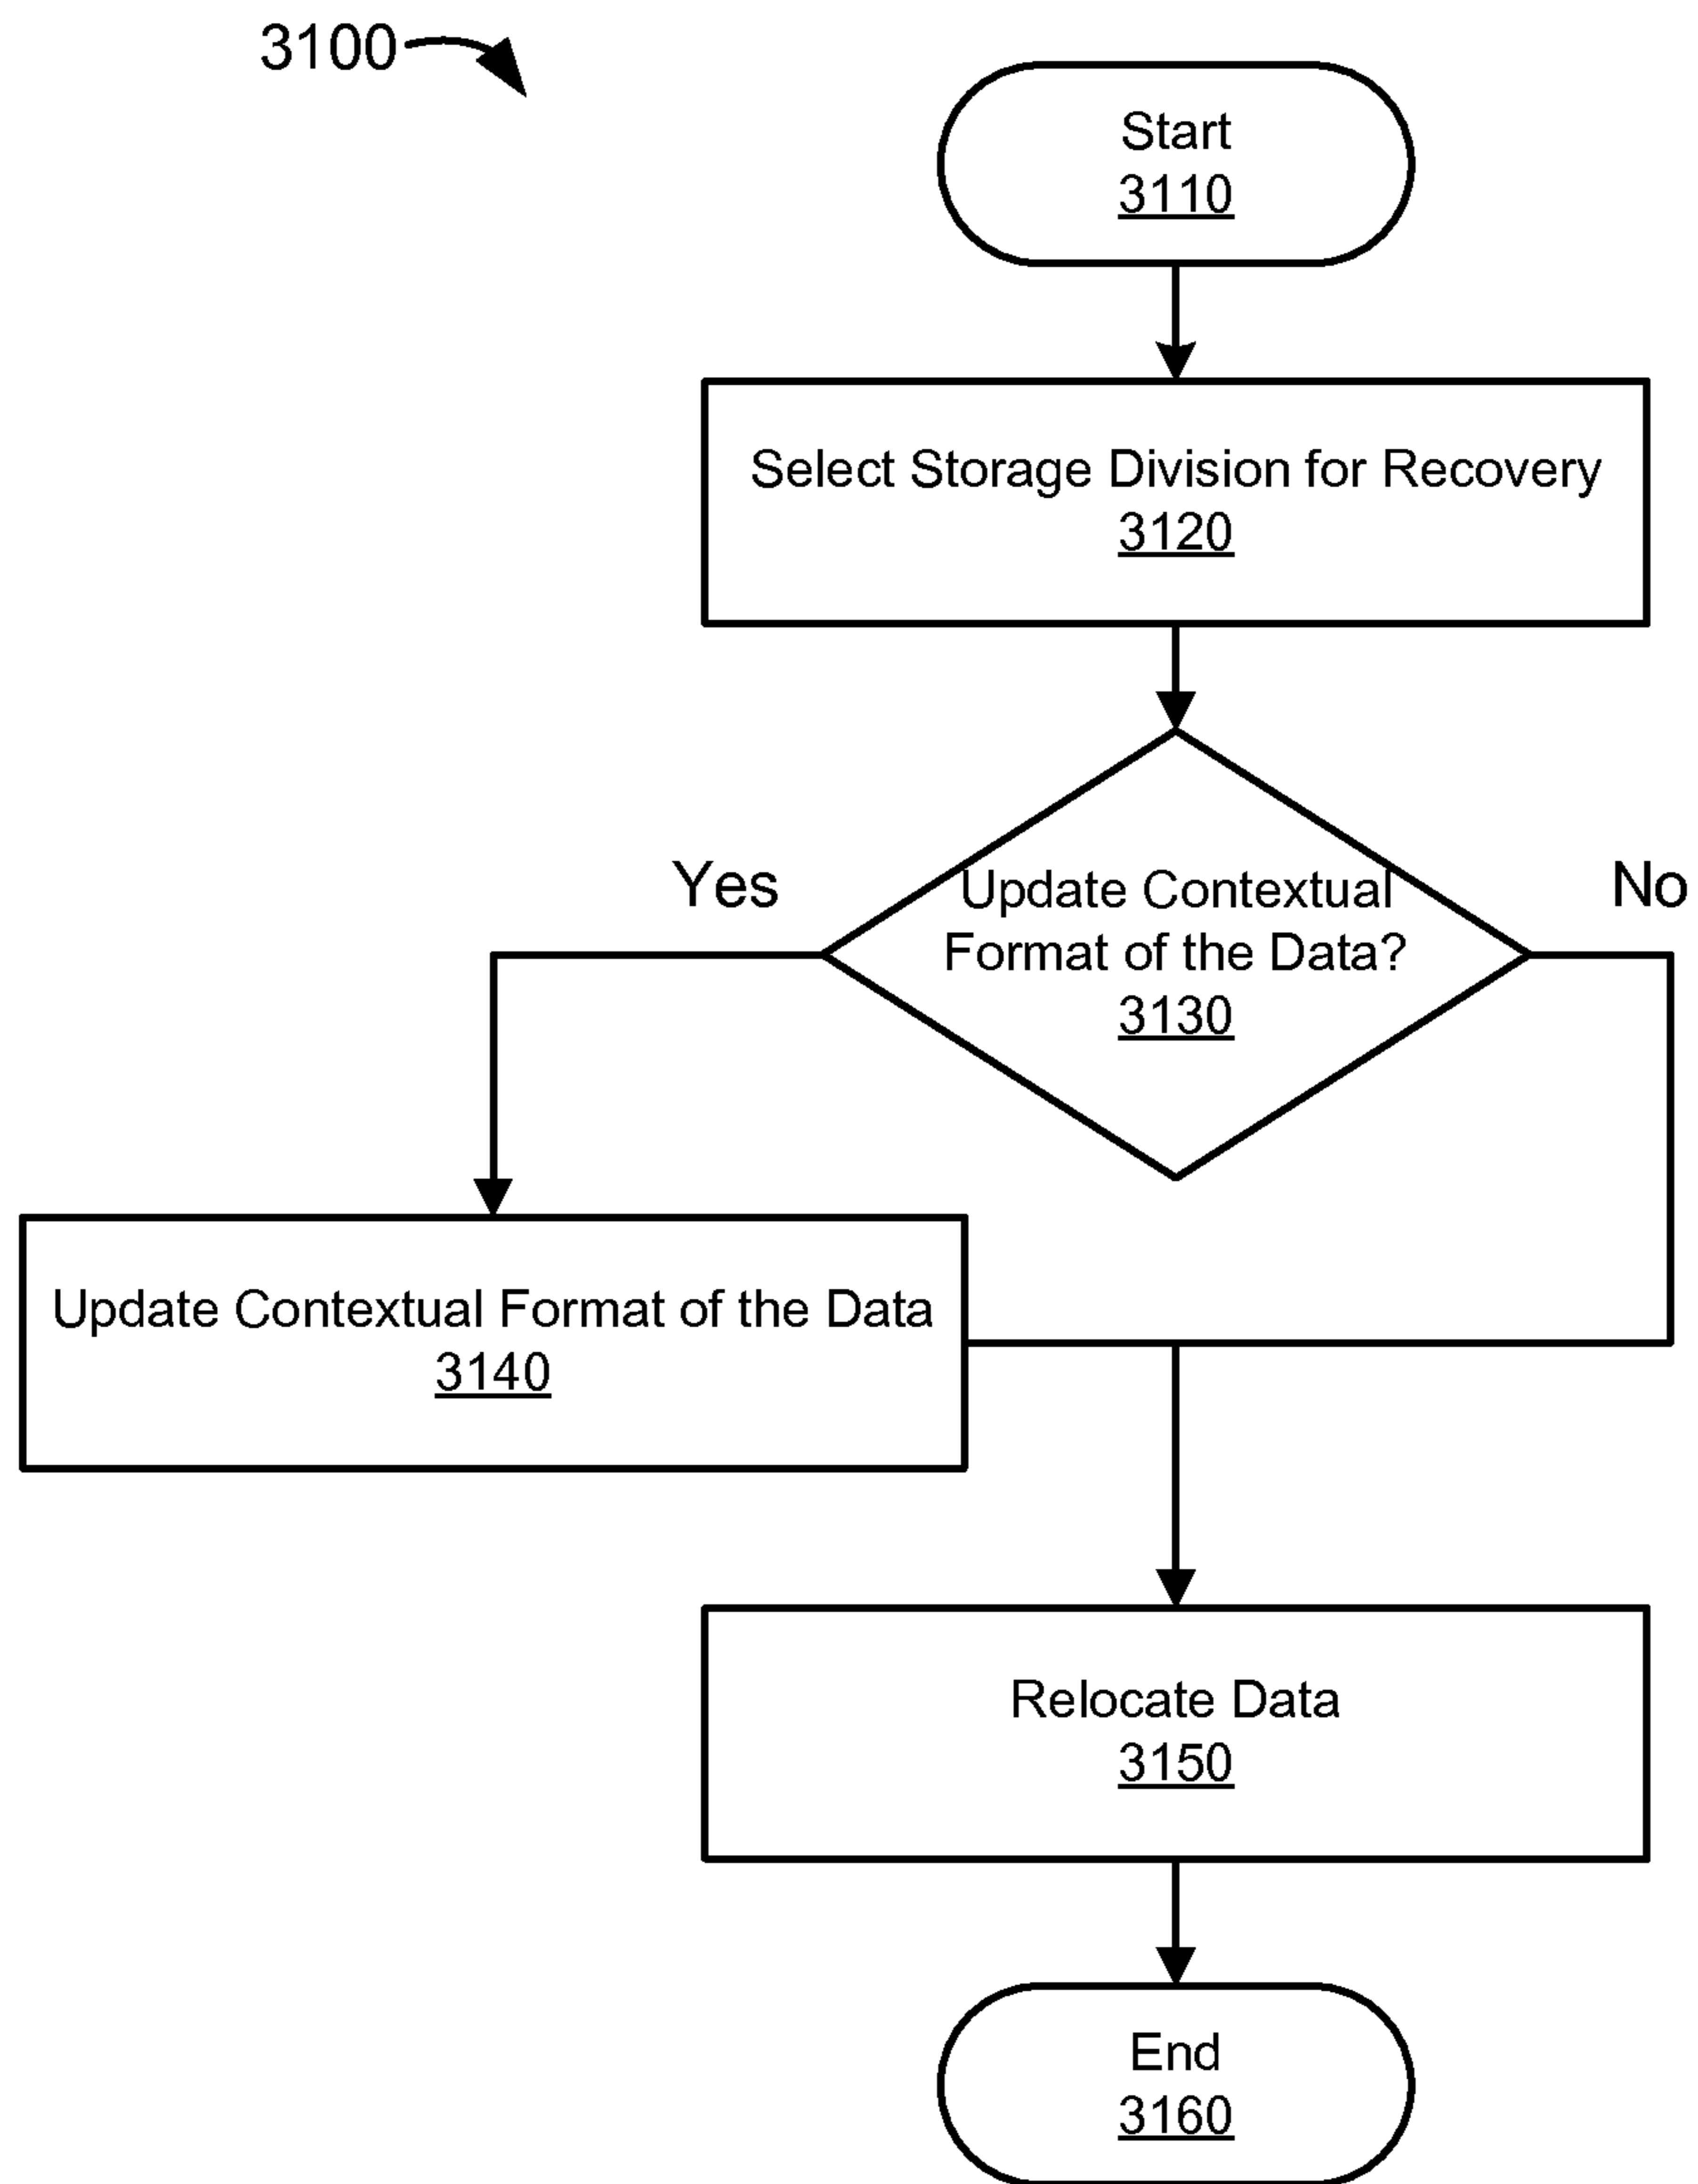 3100
Start
3110
Select Storage Division for Recovery
3120
Yes
No
Update Contextual
Format of the Data?
3130
Update Contextual Format of the Data
3140
Relocate Data
3150
End
3160